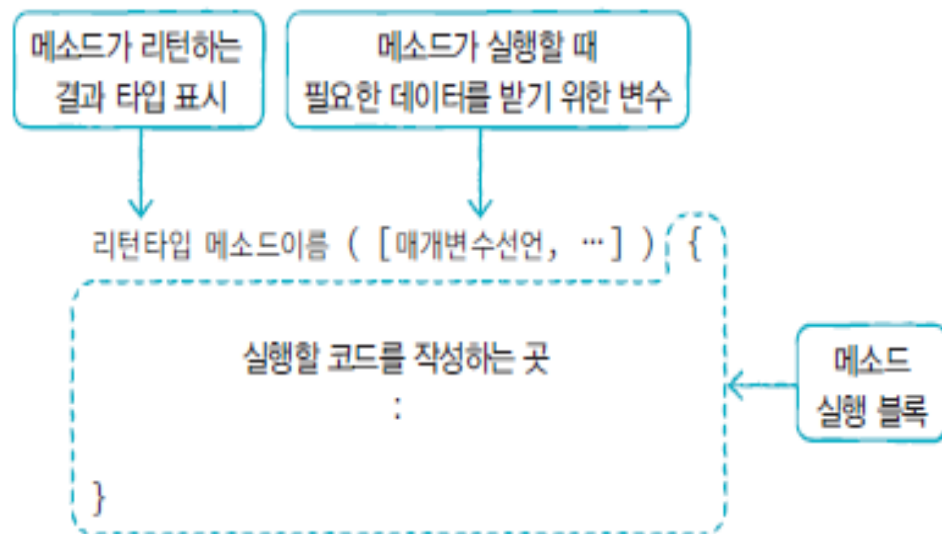 메소드가 리턴하는
결과 타입 표시
메소드가 실행할 때
필요한 데이터를 받기 위한 변수
리턴타입 메소드이름 ( [매개변수선언, …] ) {
실행할 코드를 작성하는 곳
:
메소드
실행 블록
}